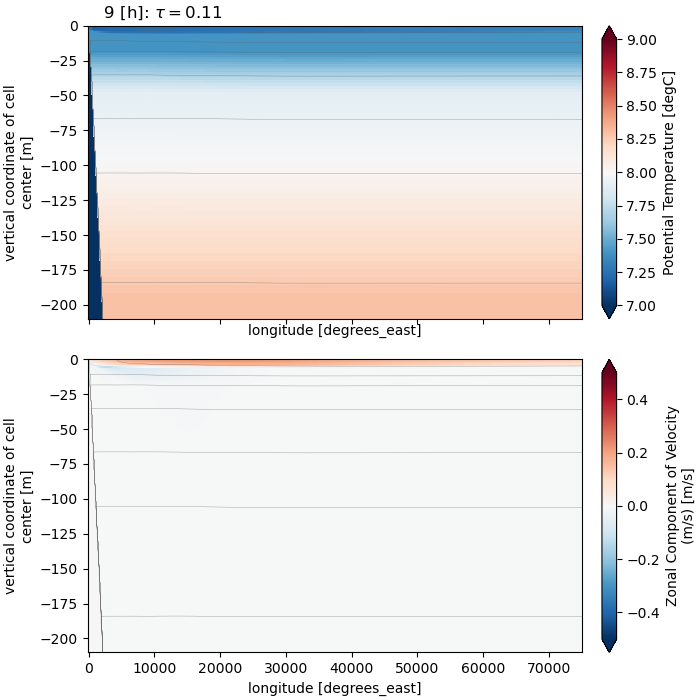 9 [h]: τ = 0.11
0
−25
−50
−75
−100
−125
−150
−175
−200
vertical coordinate of cell
center [m]
longitude [degrees_east]
9.00
8.75
8.50
8.25
8.00
7.75
7.50
7.25
7.00
Potential Temperature [degC]
0
−25
−50
−75
−100
−125
−150
−175
−200
vertical coordinate of cell
center [m]
0 10000 20000 30000 40000 50000 60000 70000
longitude [degrees_east]
0.4
0.2
0.0
−0.2
−0.4
Zonal Component of Velocity
(m/s) [m/s]